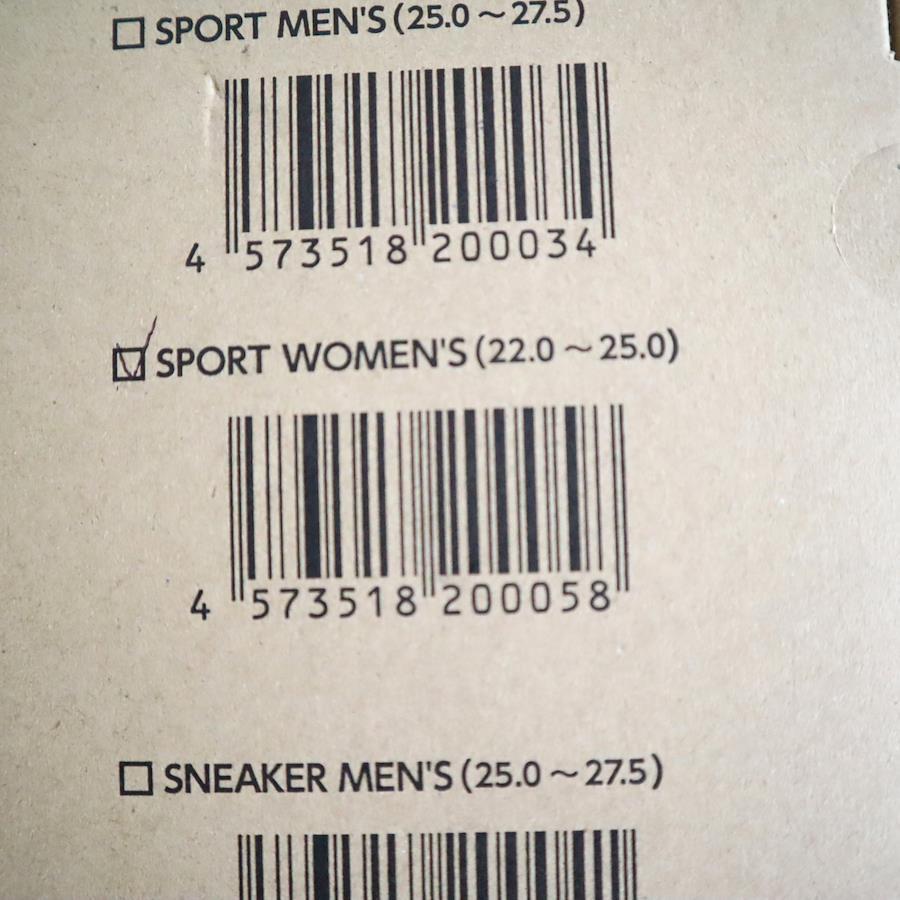 ☐ SPORT MEN'S (25.0 ~ 27.5)
4 573518 200034
☑ SPORT WOMEN'S (22.0 ~ 25.0)
4 573518 200058
☐ SNEAKER MEN'S (25.0 ~ 27.5)